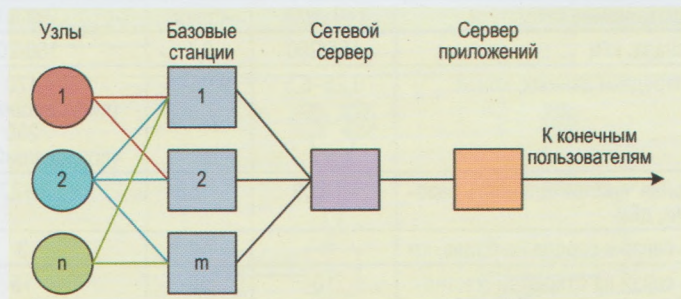 Узлы
Базовые
станции
Сетевой
сервер
Сервер
приложений
1
1
2
2
n
m
К конечным
пользователям